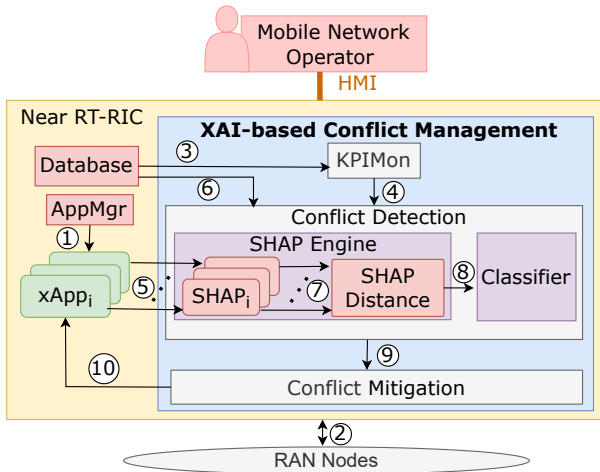 Mobile Network
Operator
HMI
Near RT-RIC
XAI-based Conflict Management
Database
③
KPIMon
⑥
④
AppMgr
Conflict Detection
①
SHAP Engine
xAppᵢ
⑤
SHAPᵢ
⑦
SHAP
Distance
⑧
Classifier
⑨
⑩
Conflict Mitigation
②
RAN Nodes